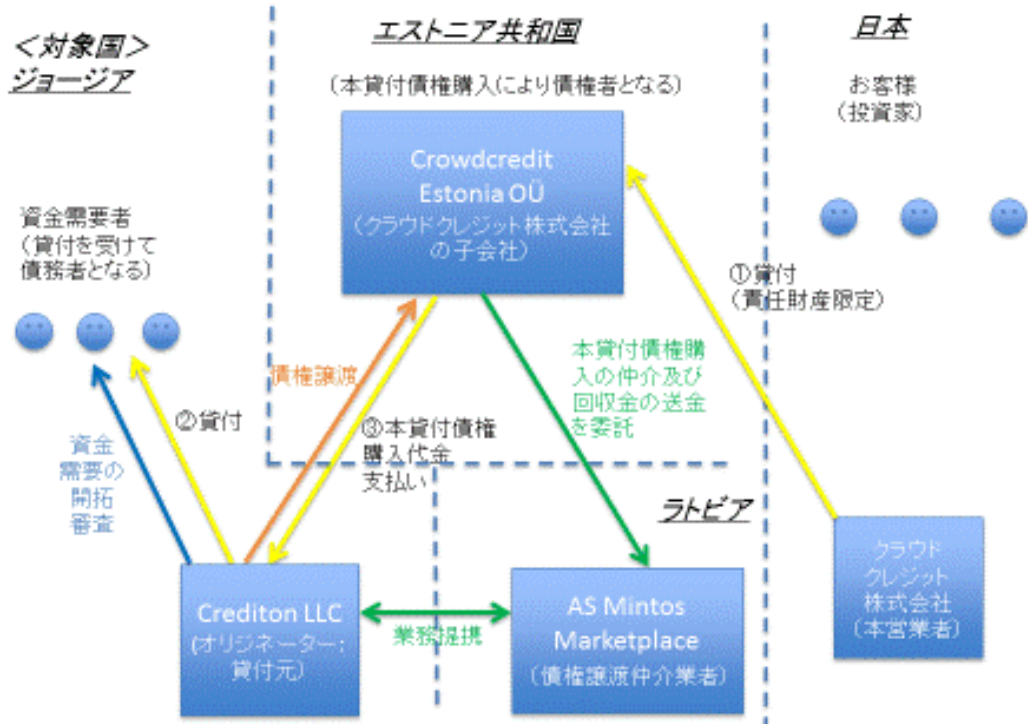 ＜対象国＞
ジョージア
エストニア共和国
日本
（本貸付債権購入により債権者となる）
お客様
（投資家）
Crowdcredit
Estonia OÜ
（クラウドクレジット株式会社
の子会社）
資金需要者
（貸付を受けて
債務者となる）
①貸付
（責任財産限定）
債権譲渡
本貸付債権購
入の仲介及び
回収金の送金
を委託
②貸付
③本貸付債権
購入代金
支払い
資金
需要の
開拓
審査
ラトビア
クラウド
クレジット
株式会社
（本営業者）
Crediton LLC
（オリジネーター：
貸付元）
業務提携
AS Mintos
Marketplace
（債権譲渡仲介業者）